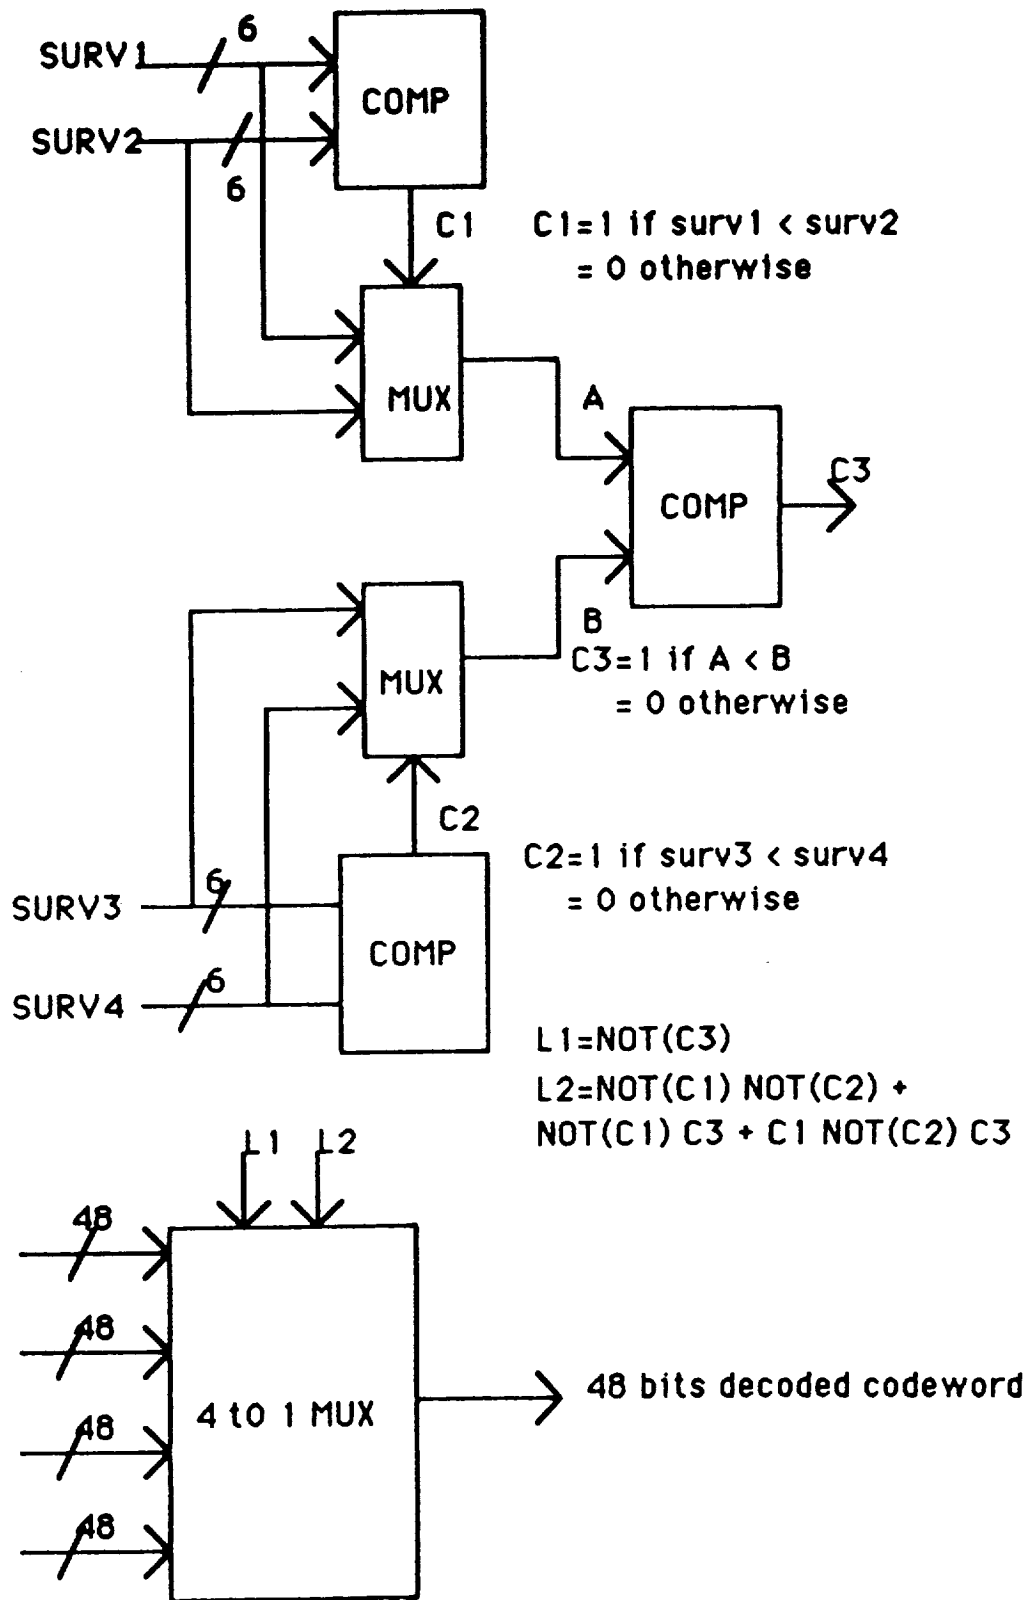 6
SURV1
COMP
SURV2
6
C1
C1=1 if surv1 < surv2
= 0 otherwise
MUX
A
C3
COMP
B
MUX
C3=1 if A < B
= 0 otherwise
C2
C2=1 if surv3 < surv4
= 0 otherwise
6
SURV3
COMP
6
SURV4
L1=NOT(C3)
L2=NOT(C1) NOT(C2) +
NOT(C1) C3 + C1 NOT(C2) C3
L1 L2
48
48
48 bits decoded codeword
4 to 1 MUX
48
48